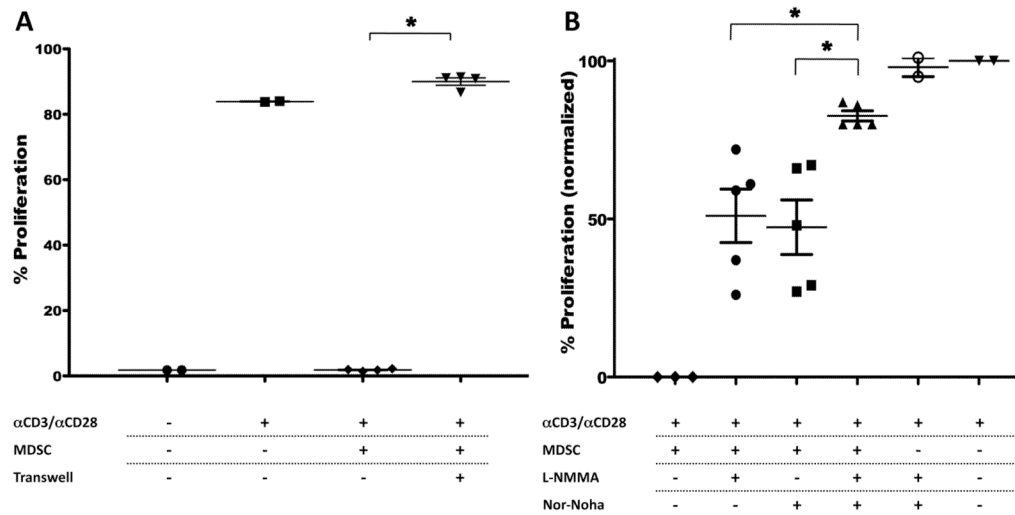 A
*
% Proliferation
100
80
60
40
20
0
αCD3/αCD28 - + + +
MDSC - - + +
Transwell - - - +
B
*
*
% Proliferation (normalized)
100
50
0
αCD3/αCD28 + + + + + +
MDSC + + + + - -
L-NMMA - + - + + -
Nor-Noha - - + + + -